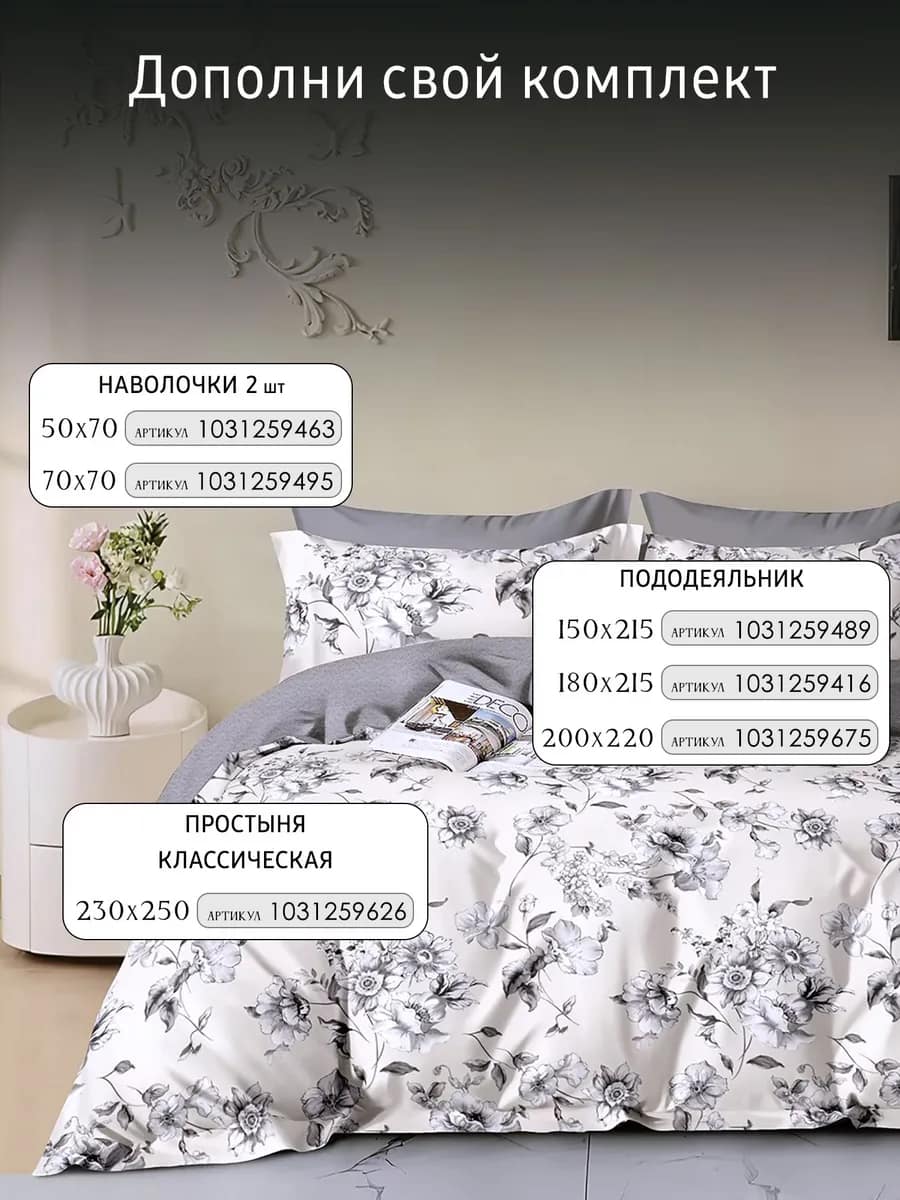 Дополни свой комплект
НАВОЛОЧКИ 2 шт
50х70 АРТИКУЛ 1031259463
70х70 АРТИКУЛ 1031259495
ПОДОДЕЯЛЬНИК
150х215 АРТИКУЛ 1031259489
180х215 АРТИКУЛ 1031259416
200х220 АРТИКУЛ 1031259675
DECO
ПРОСТЫНЯ
КЛАССИЧЕСКАЯ
230х250 АРТИКУЛ 1031259626